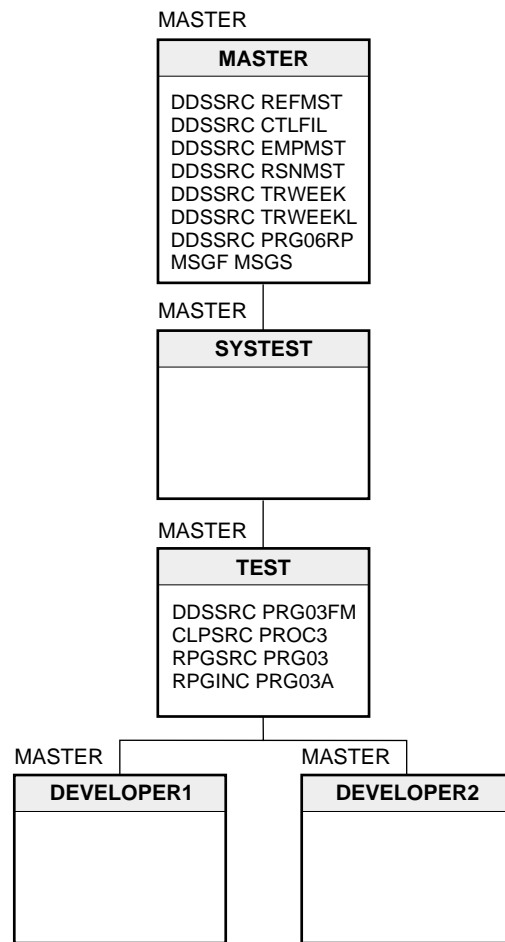 MASTER
MASTER
DDSSRC REFMST
DDSSRC CTLFIL
DDSSRC EMPMST
DDSSRC RSNMST
DDSSRC TRWEEK
DDSSRC TRWEEKL
DDSSRC PRG06RP
MSGF MSGS
MASTER
SYSTEST
MASTER
TEST
DDSSRC PRG03FM
CLPSRC PROC3
RPGSRC PRG03
RPGINC PRG03A
MASTER
DEVELOPER1
MASTER
DEVELOPER2